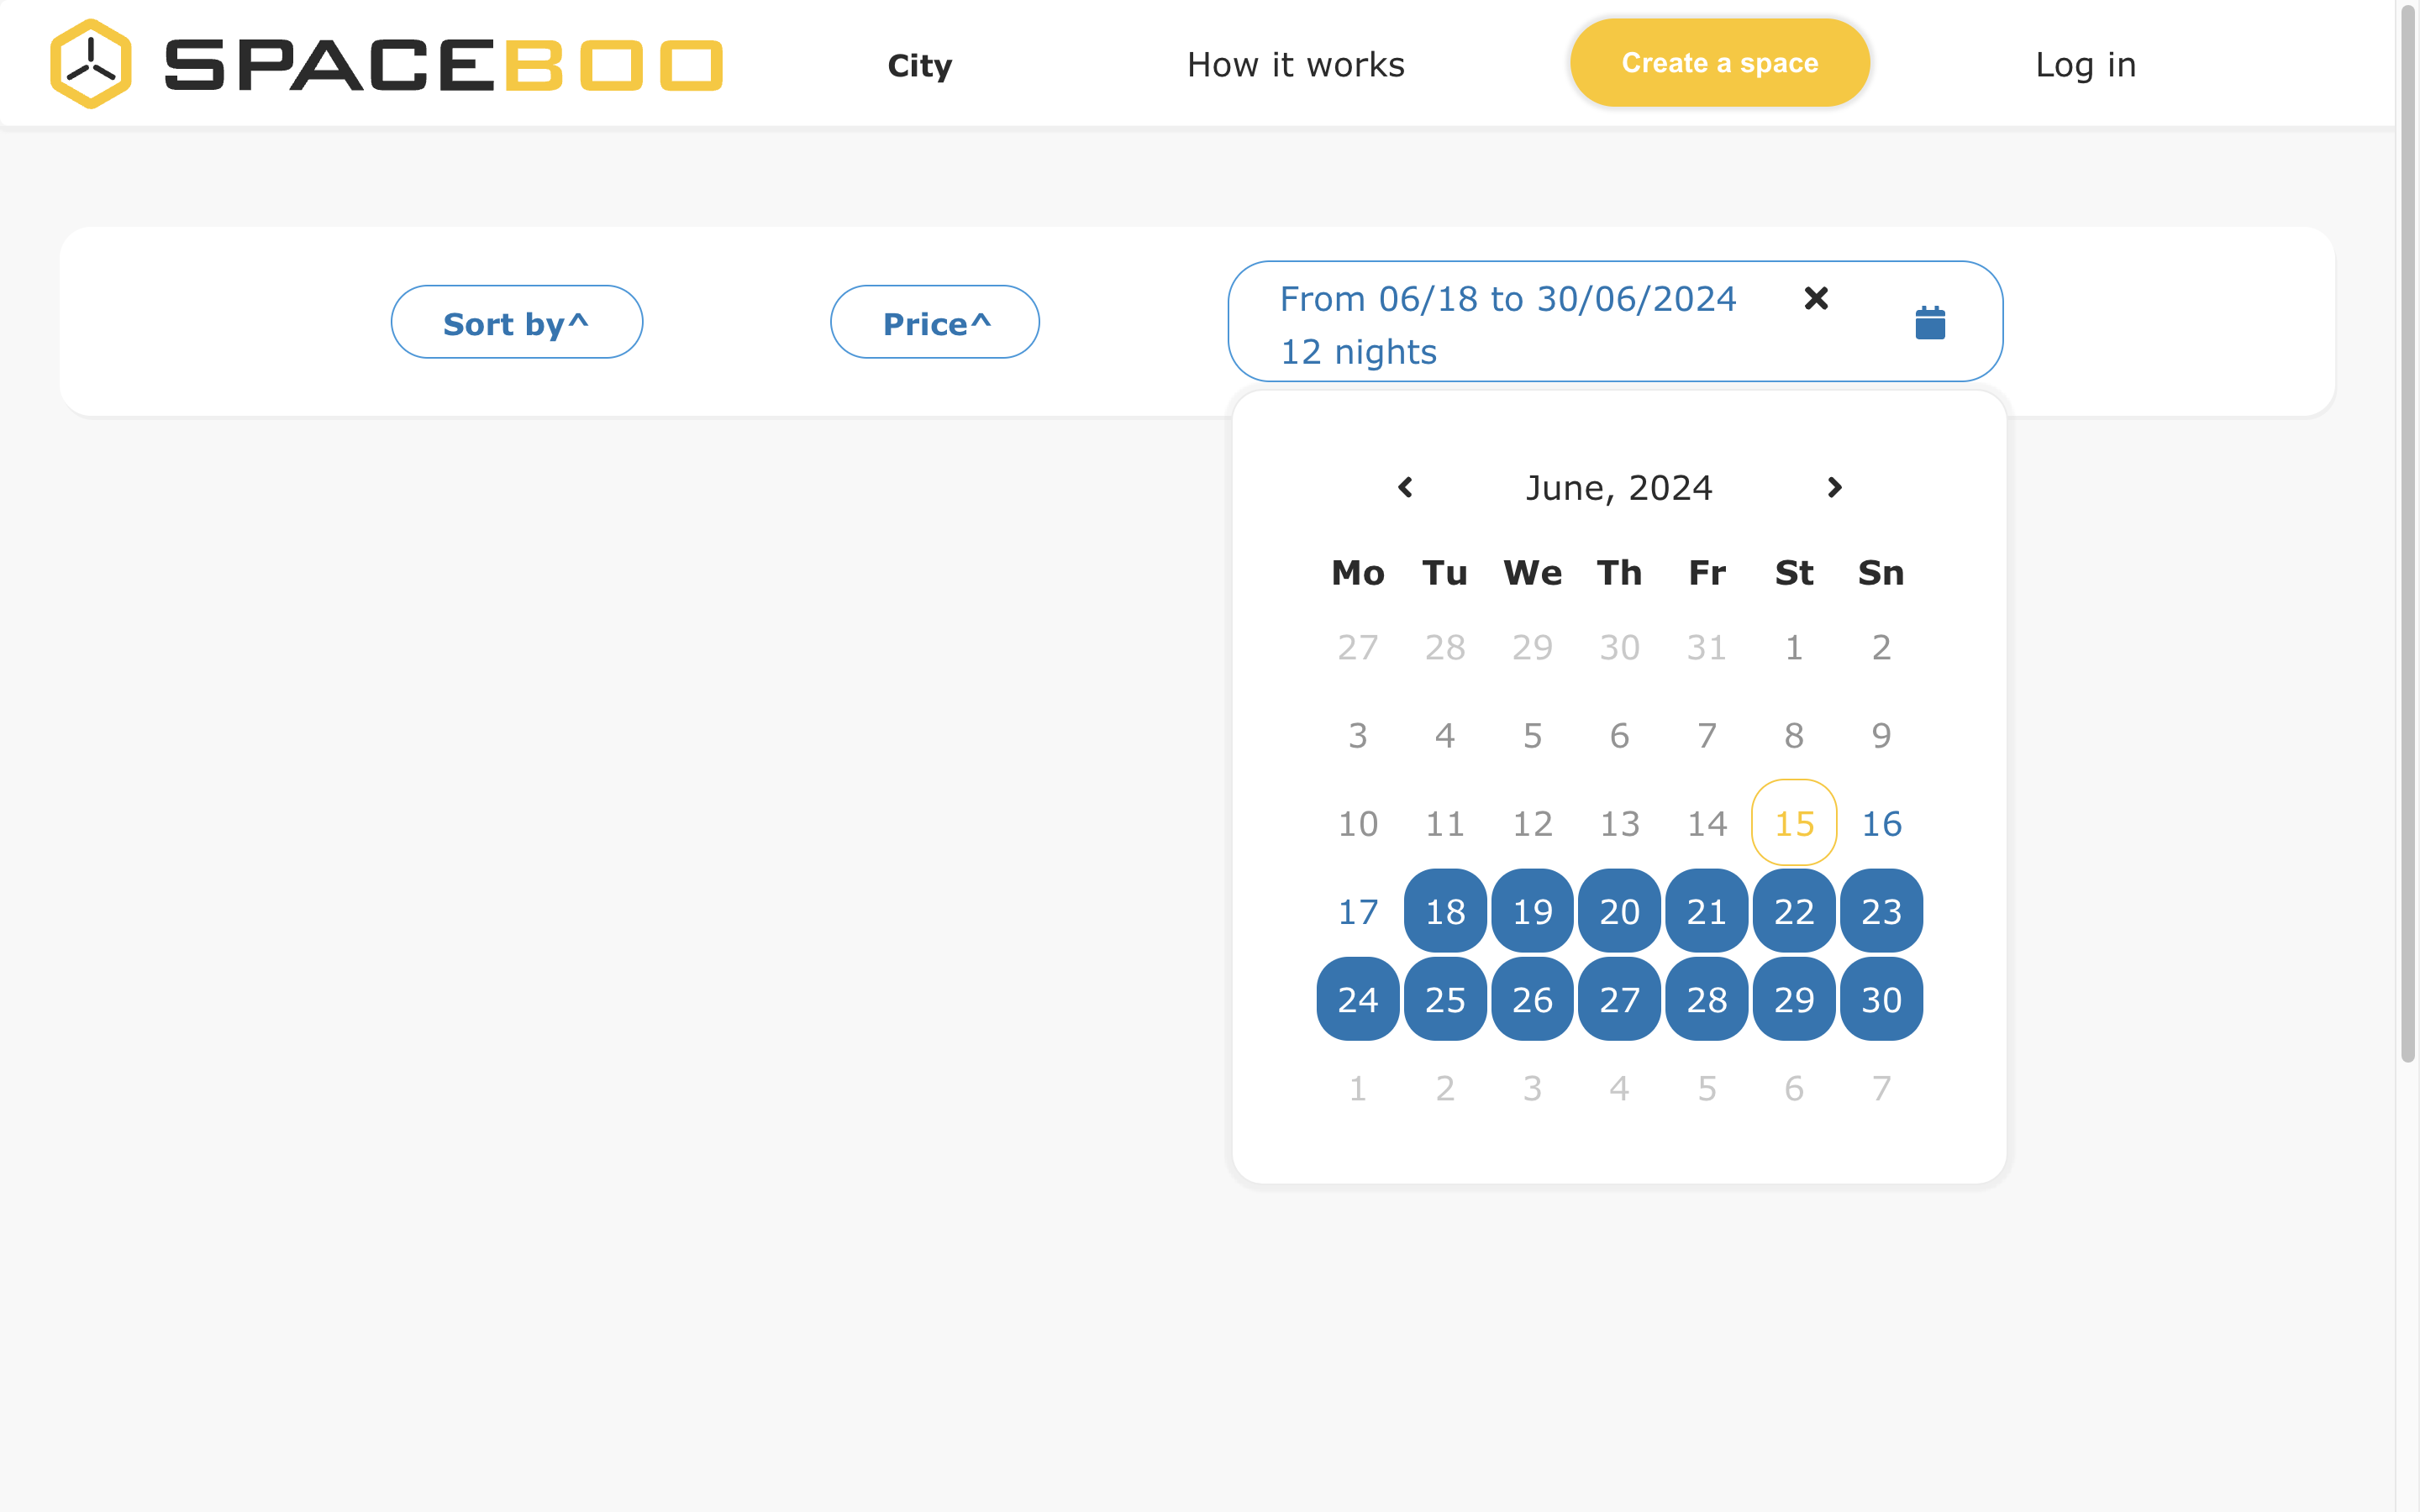 SPACEBOO
City
How it works
Create a space
Log in
Sort by^
Price^
From 06/18 to 30/06/2024
12 nights
June, 2024
Mo Tu We Th Fr St Sn
27 28 29 30 31 1 2
3 4 5 6 7 8 9
10 11 12 13 14 15 16
17 18 19 20 21 22 23
24 25 26 27 28 29 30
1 2 3 4 5 6 7